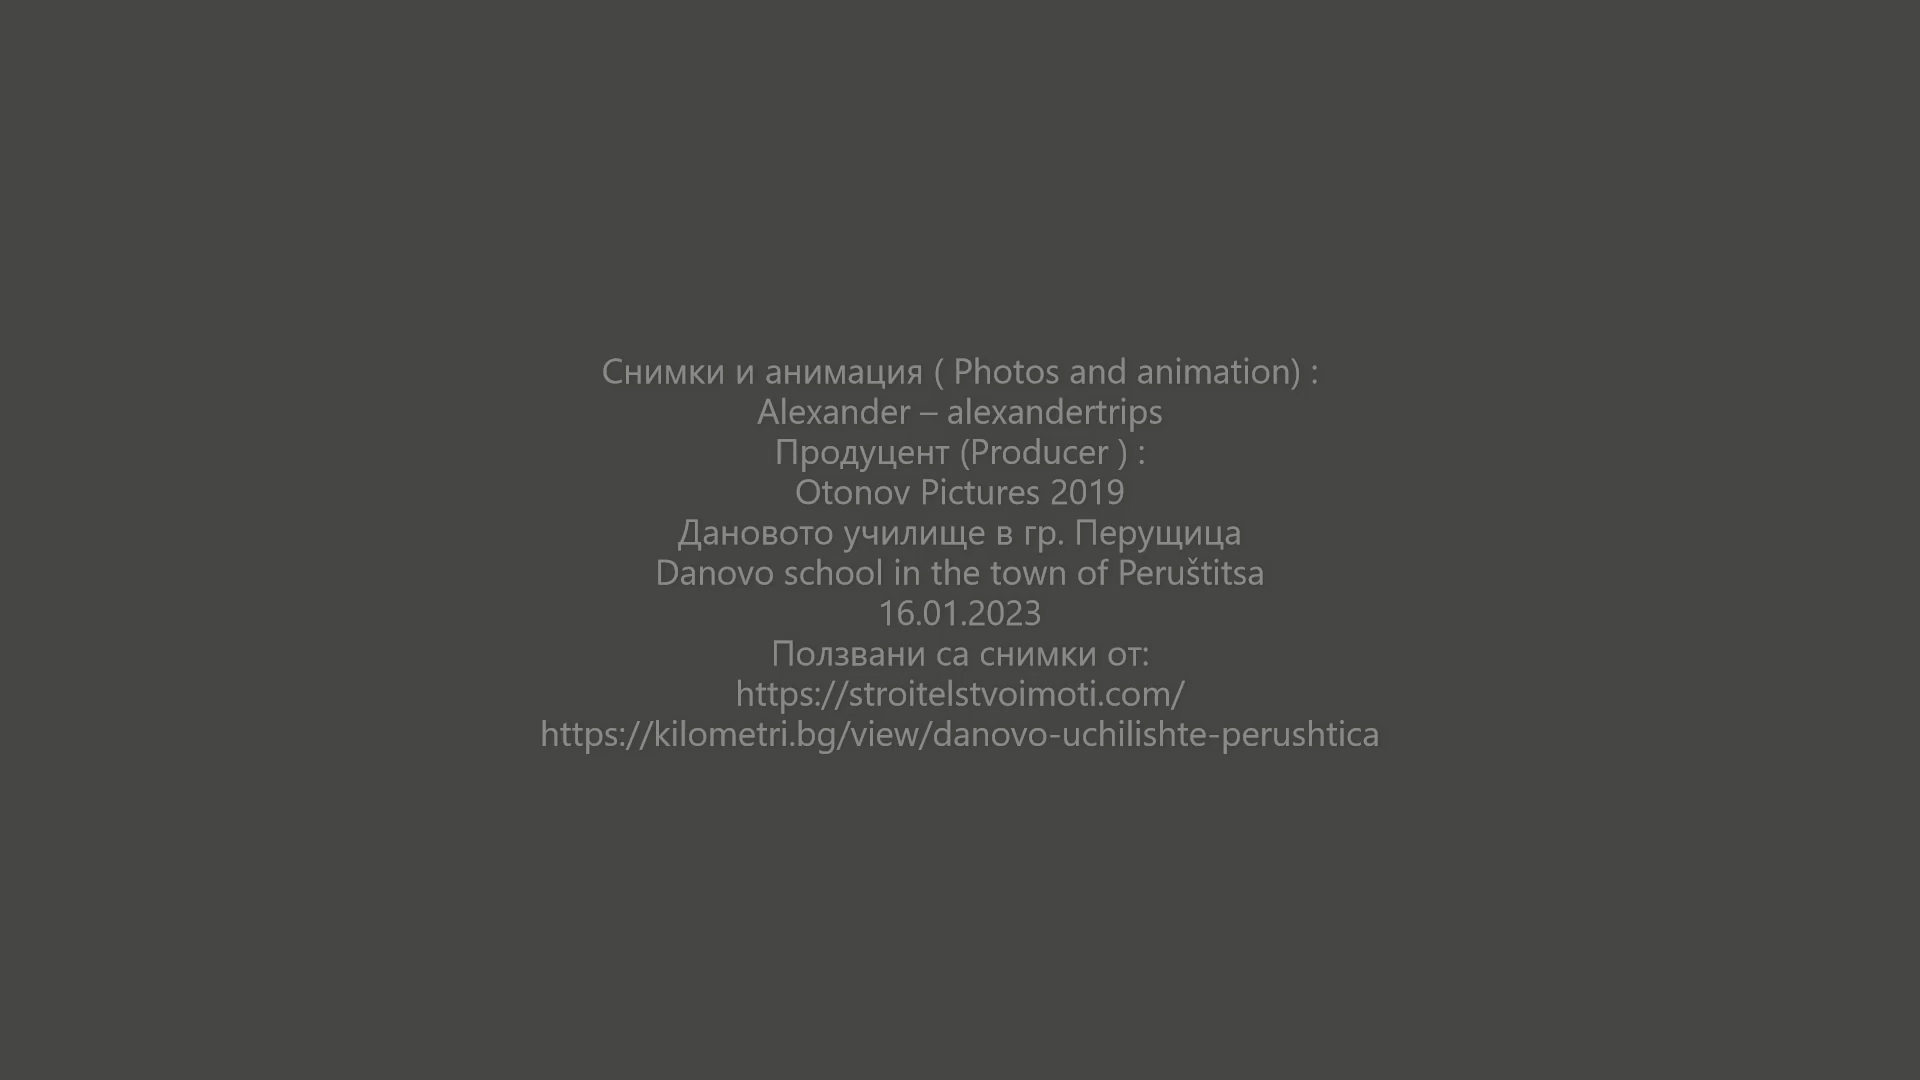 Снимки и анимация ( Photos and animation) :
Alexander – alexandertrips
Продуцент (Producer ) :
Otonov Pictures 2019
Дановото училище в гр. Перущица
Danovo school in the town of Peruštitsa
16.01.2023
Ползвани са снимки от:
https://stroitelstvoimoti.com/
https://kilometri.bg/view/danovo-uchilishte-perushtica